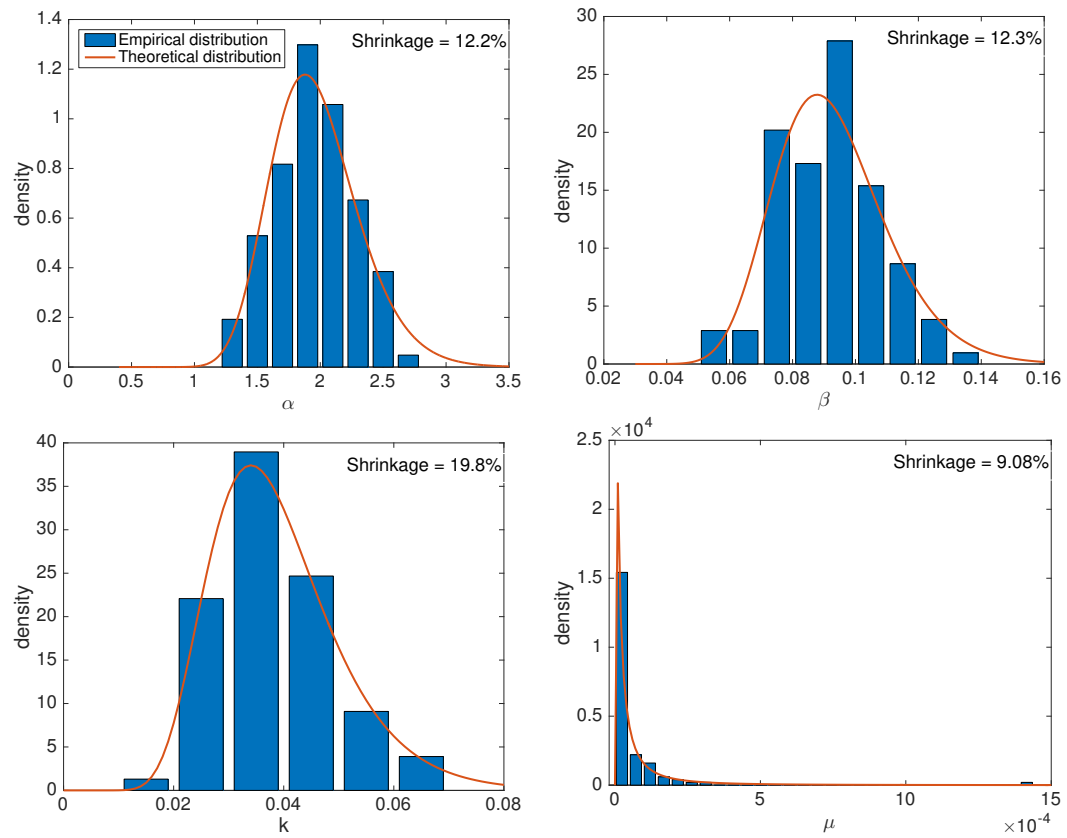 1.4
1.2
1
0.8
0.6
0.4
0.2
0
density
Empirical distribution
Theoretical distribution
Shrinkage = 12.2%
0 0.5 1 1.5 2 2.5 3 3.5
α
30
25
20
15
10
5
0
density
Shrinkage = 12.3%
0.02 0.04 0.06 0.08 0.1 0.12 0.14 0.16
β
40
35
30
25
20
15
10
5
0
density
Shrinkage = 19.8%
0 0.02 0.04 0.06 0.08
k
×10⁴
2.5
2
1.5
1
0.5
0
density
Shrinkage = 9.08%
0 5 10 15
×10⁻⁴
μ